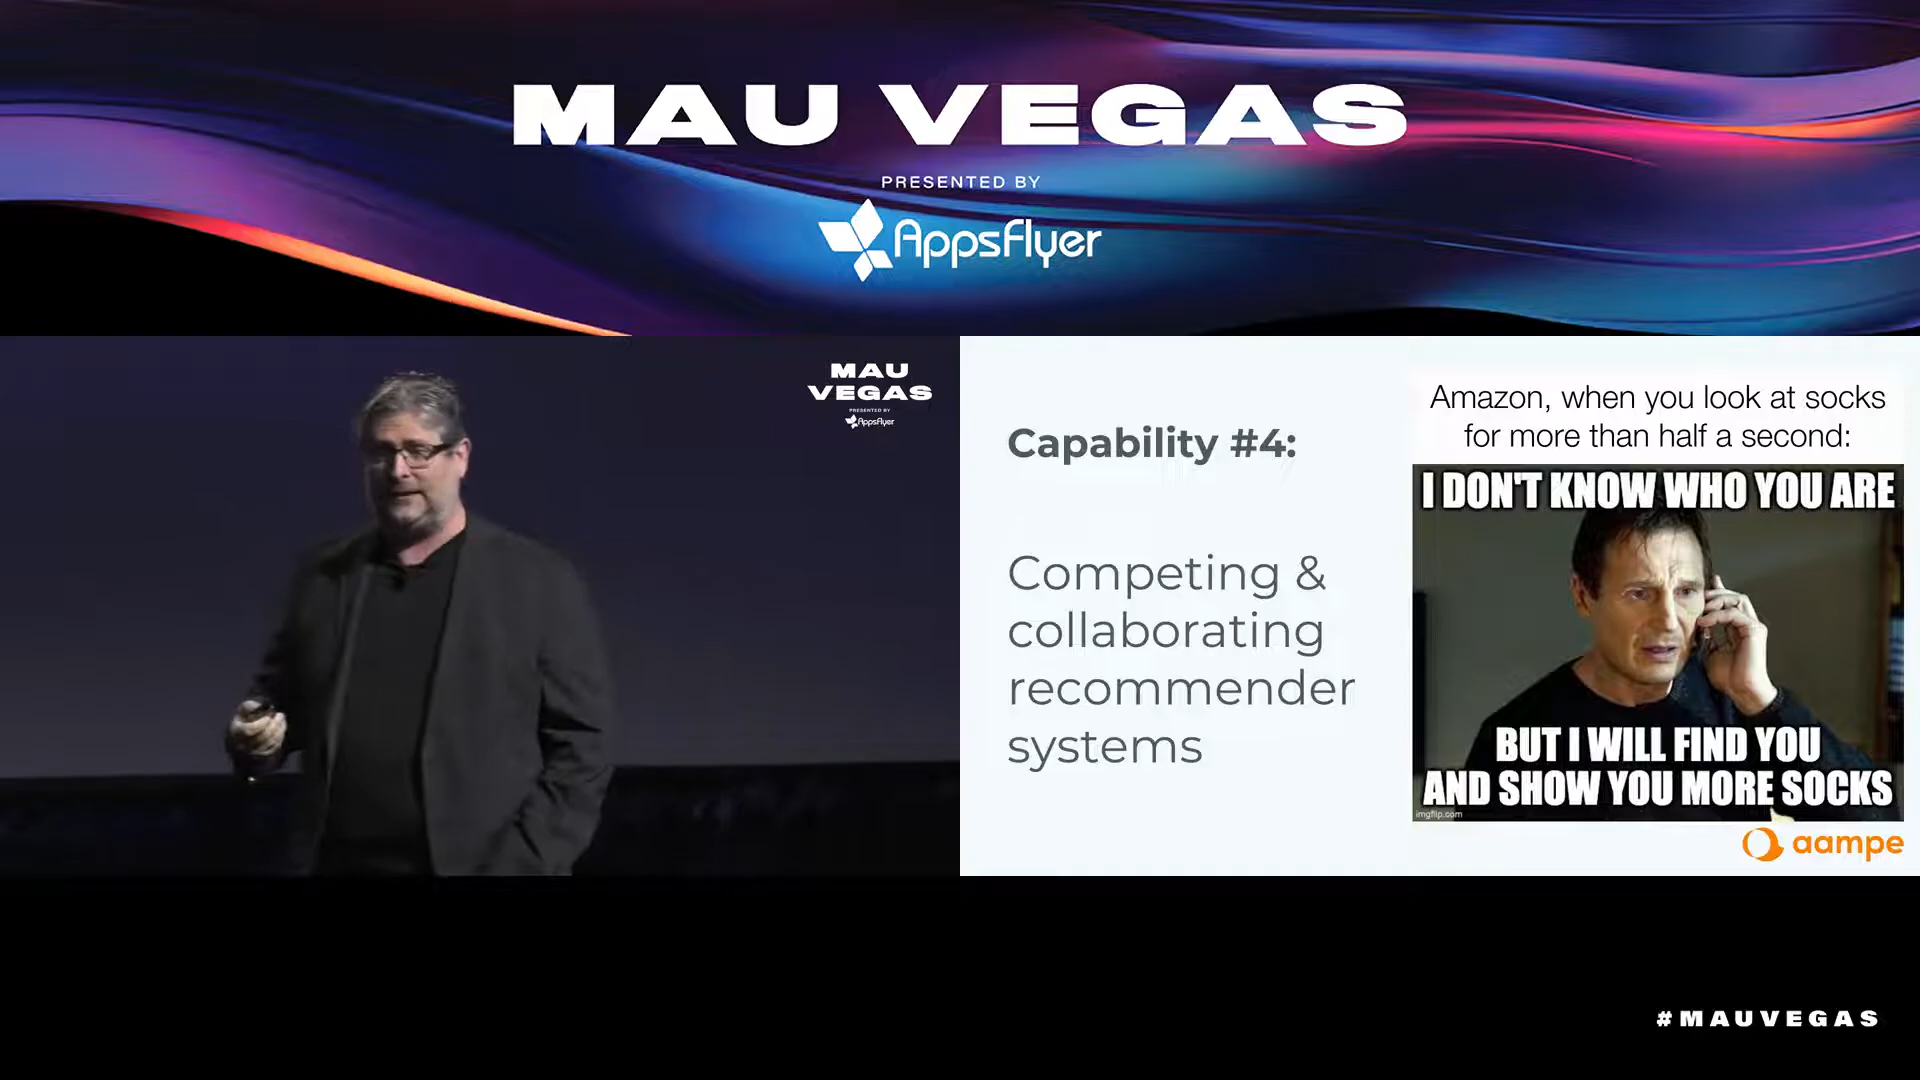 MAU VEGAS
PRESENTED BY
AppsFlyer
MAU
VEGAS
PRESENTED BY
AppsFlyer
Capability #4:
Competing &
collaborating
recommender
systems
Amazon, when you look at socks
for more than half a second:
I DON'T KNOW WHO YOU ARE
BUT I WILL FIND YOU
AND SHOW YOU MORE SOCKS
imgflip.com
aampe
#MAUVEGAS